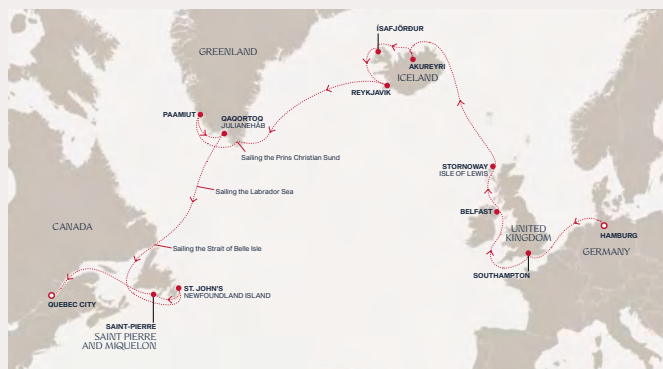 GREENLAND
ÍSAFJÖRÐUR
AKUREYRI
ICELAND
REYKJAVIK
PAAMIUT
QAQORTOQ
JULIANEHÅB
Sailing the Prins Christian Sund
STORNOWAY
ISLE OF LEWIS
Sailing the Labrador Sea
BELFAST
CANADA
UNITED
KINGDOM
HAMBURG
Sailing the Strait of Belle Isle
GERMANY
SOUTHAMPTON
ST. JOHN'S
NEWFOUNDLAND ISLAND
QUEBEC CITY
SAINT-PIERRE
SAINT PIERRE
AND MIQUELON